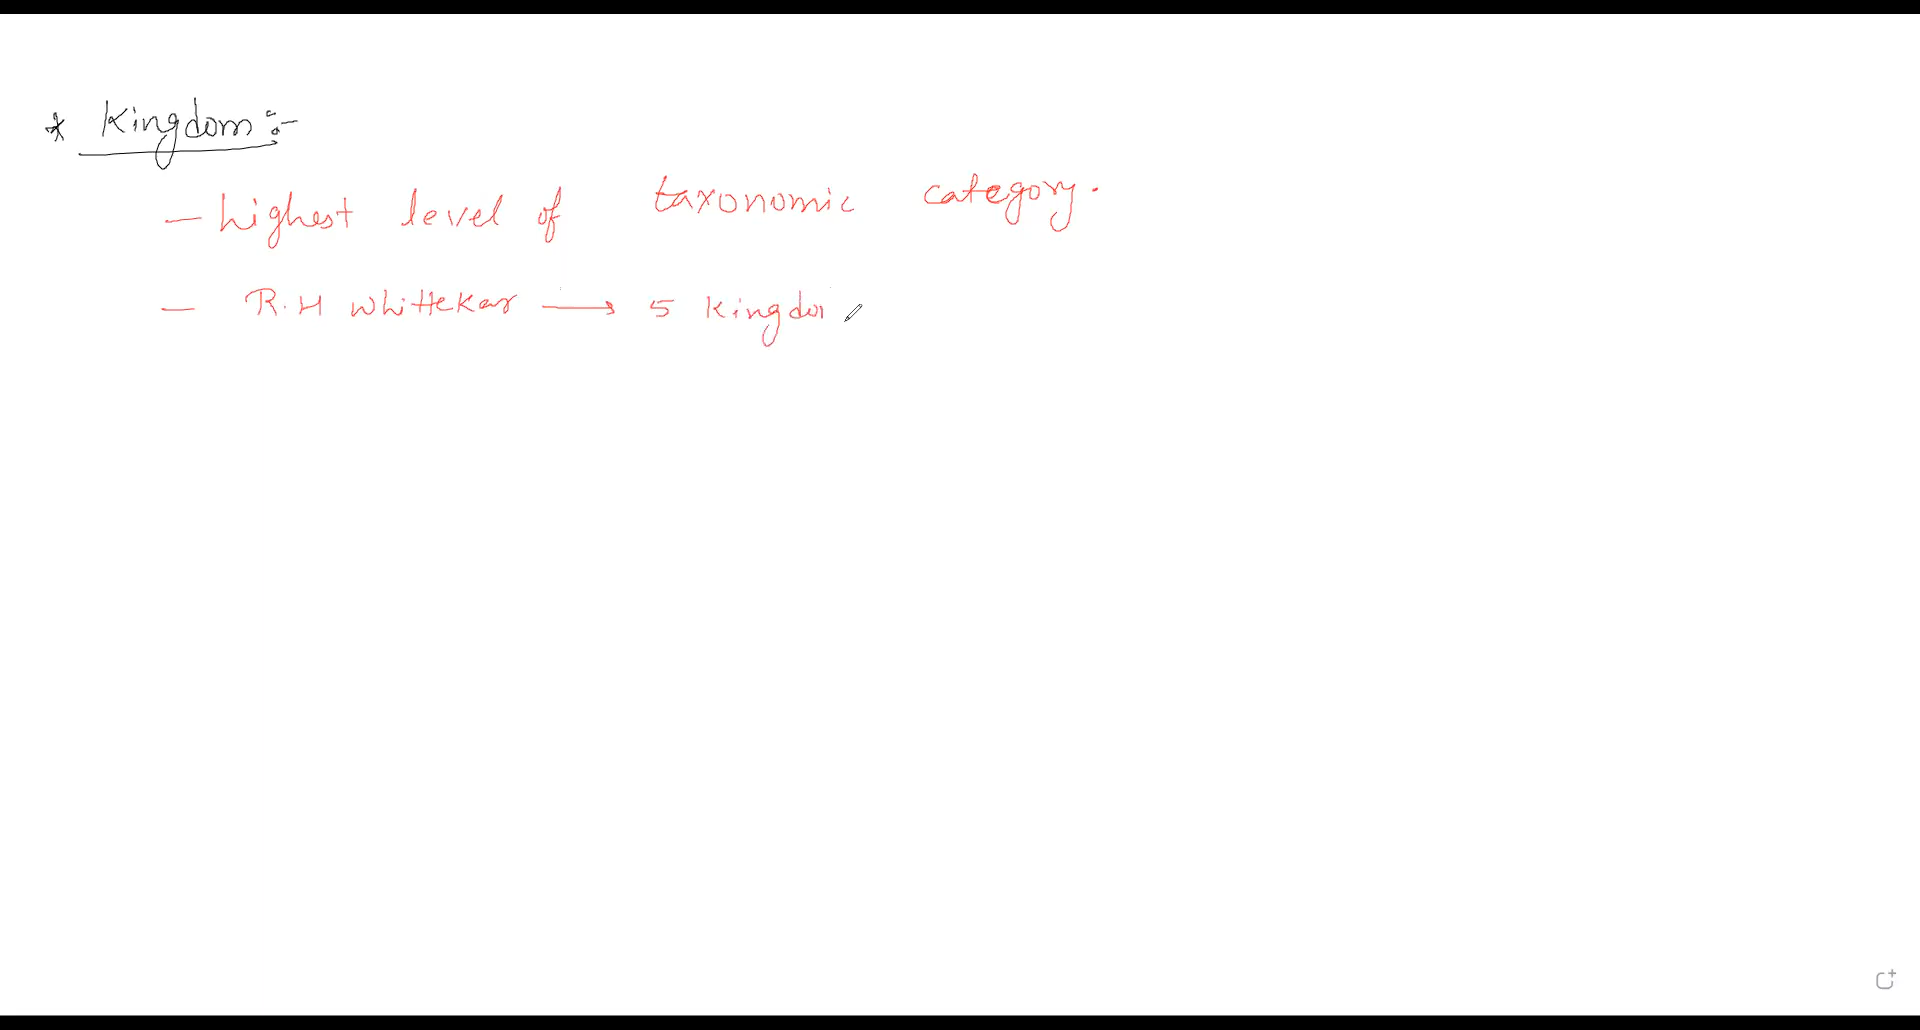 * Kingdom :-
- highest level of taxonomic category.
- R.H Whittekar → 5 Kingdo